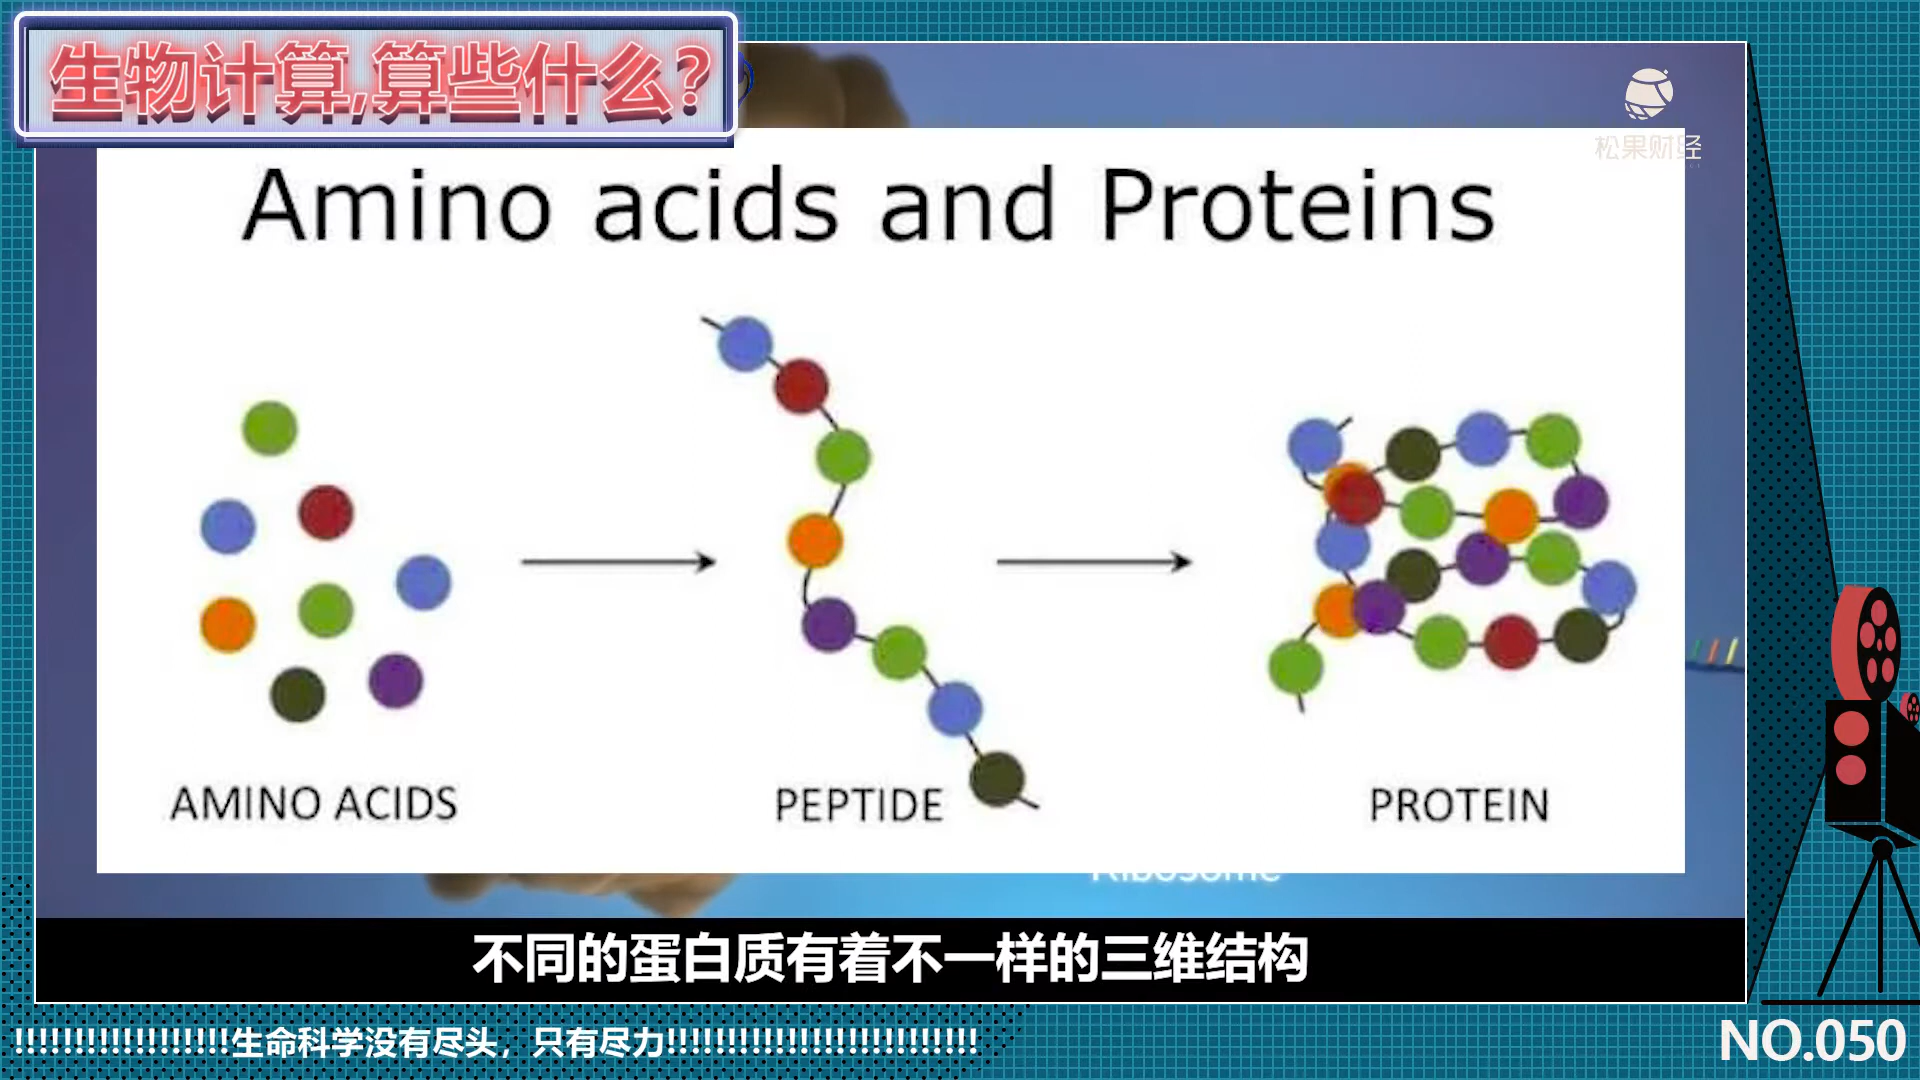 生物计算,算些什么?
松果财经
Amino acids and Proteins
AMINO ACIDS
PEPTIDE
PROTEIN
Ribosome
不同的蛋白质有着不一样的三维结构
!!!!!!!!!!!!!!!!!!生命科学没有尽头，只有尽力!!!!!!!!!!!!!!!!!!!!!!!!!!
NO.050